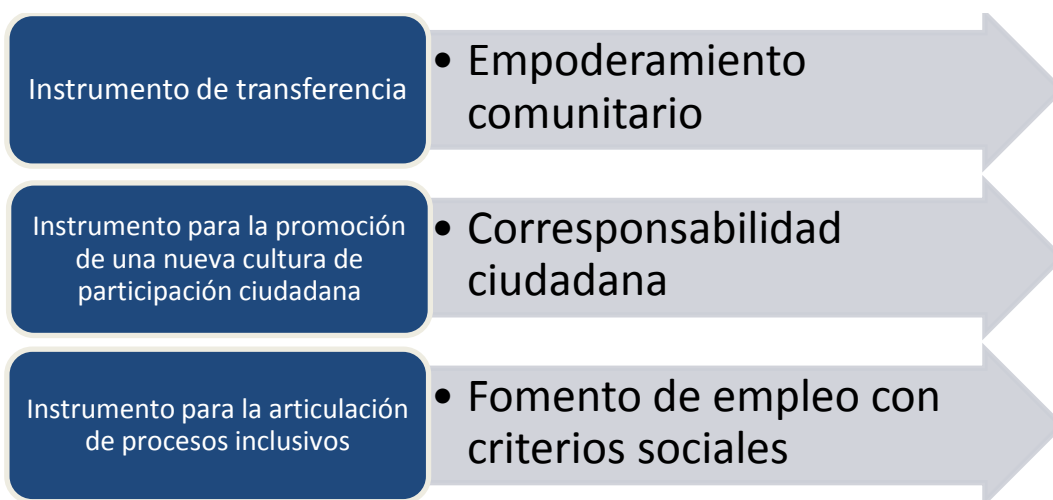 Instrumento de transferencia
• Empoderamiento
comunitario
Instrumento para la promoción
de una nueva cultura de
participación ciudadana
• Corresponsabilidad
ciudadana
Instrumento para la articulación
de procesos inclusivos
• Fomento de empleo con
criterios sociales